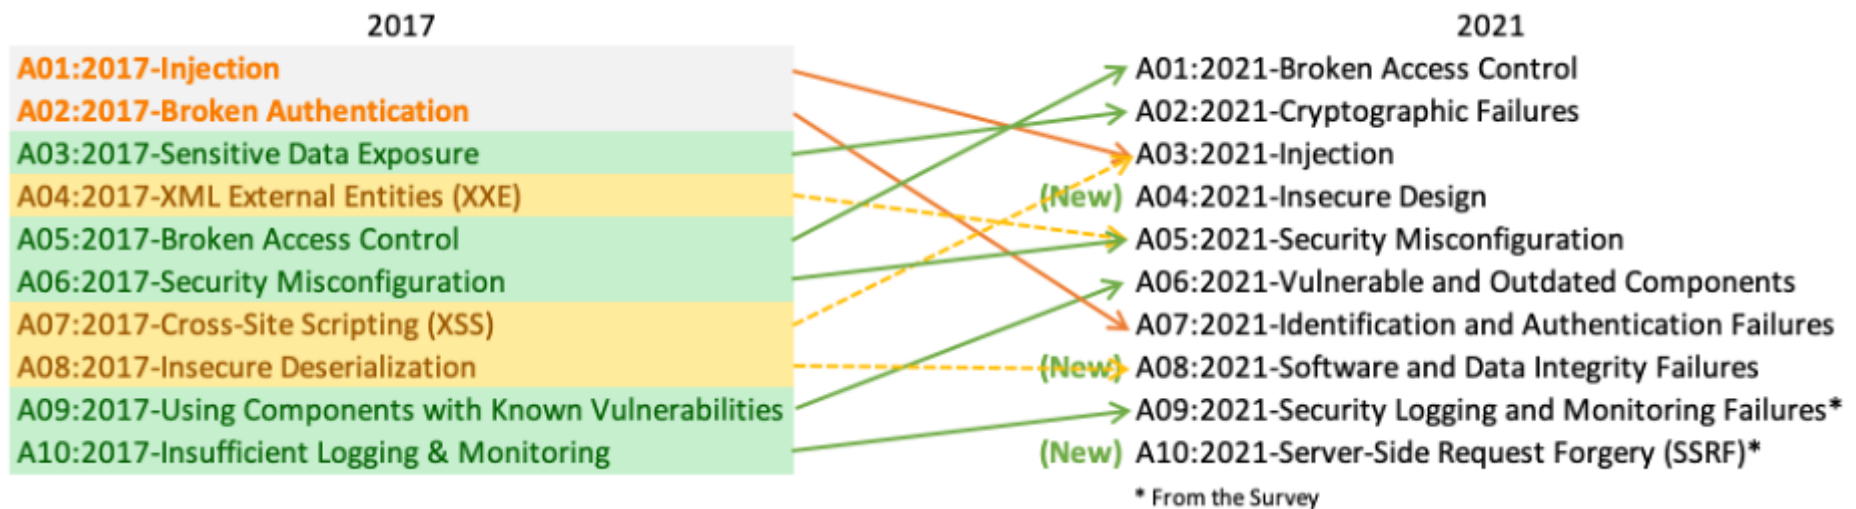 2017
A01:2017-Injection
A02:2017-Broken Authentication
A03:2017-Sensitive Data Exposure
A04:2017-XML External Entities (XXE)
A05:2017-Broken Access Control
A06:2017-Security Misconfiguration
A07:2017-Cross-Site Scripting (XSS)
A08:2017-Insecure Deserialization
A09:2017-Using Components with Known Vulnerabilities
A10:2017-Insufficient Logging & Monitoring
2021
A01:2021-Broken Access Control
A02:2021-Cryptographic Failures
A03:2021-Injection
(New) A04:2021-Insecure Design
A05:2021-Security Misconfiguration
A06:2021-Vulnerable and Outdated Components
A07:2021-Identification and Authentication Failures
(New) A08:2021-Software and Data Integrity Failures
A09:2021-Security Logging and Monitoring Failures*
(New) A10:2021-Server-Side Request Forgery (SSRF)*
* From the Survey